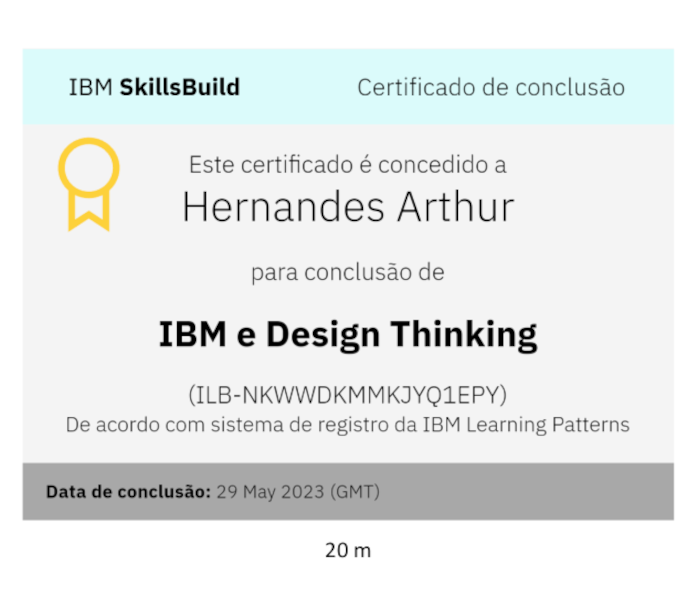 IBM SkillsBuild
Certificado de conclusão
Este certificado é concedido a
Hernandes Arthur
para conclusão de
IBM e Design Thinking
(ILB-NKWWDKMMKJYQ1EPY)
De acordo com sistema de registro da IBM Learning Patterns
Data de conclusão: 29 May 2023 (GMT)
20 m